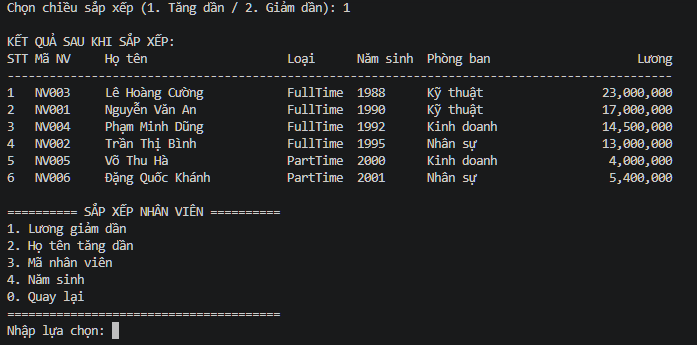 Chọn chiều sắp xếp (1. Tăng dần / 2. Giảm dần): 1
KẾT QUẢ SAU KHI SẮP XẾP:
STT Mã NV Họ tên Loại Năm sinh Phòng ban Lương
-----------------------------------------------------------------------------------------------
1 NV003 Lê Hoàng Cường FullTime 1988 Kỹ thuật 23,000,000
2 NV001 Nguyễn Văn An FullTime 1990 Kỹ thuật 17,000,000
3 NV004 Phạm Minh Dũng FullTime 1992 Kinh doanh 14,500,000
4 NV002 Trần Thị Bình FullTime 1995 Nhân sự 13,000,000
5 NV005 Võ Thu Hà PartTime 2000 Kinh doanh 4,000,000
6 NV006 Đặng Quốc Khánh PartTime 2001 Nhân sự 5,400,000
========== SẮP XẾP NHÂN VIÊN ==========
1. Lương giảm dần
2. Họ tên tăng dần
3. Mã nhân viên
4. Năm sinh
0. Quay lại
=======================================
Nhập lựa chọn: